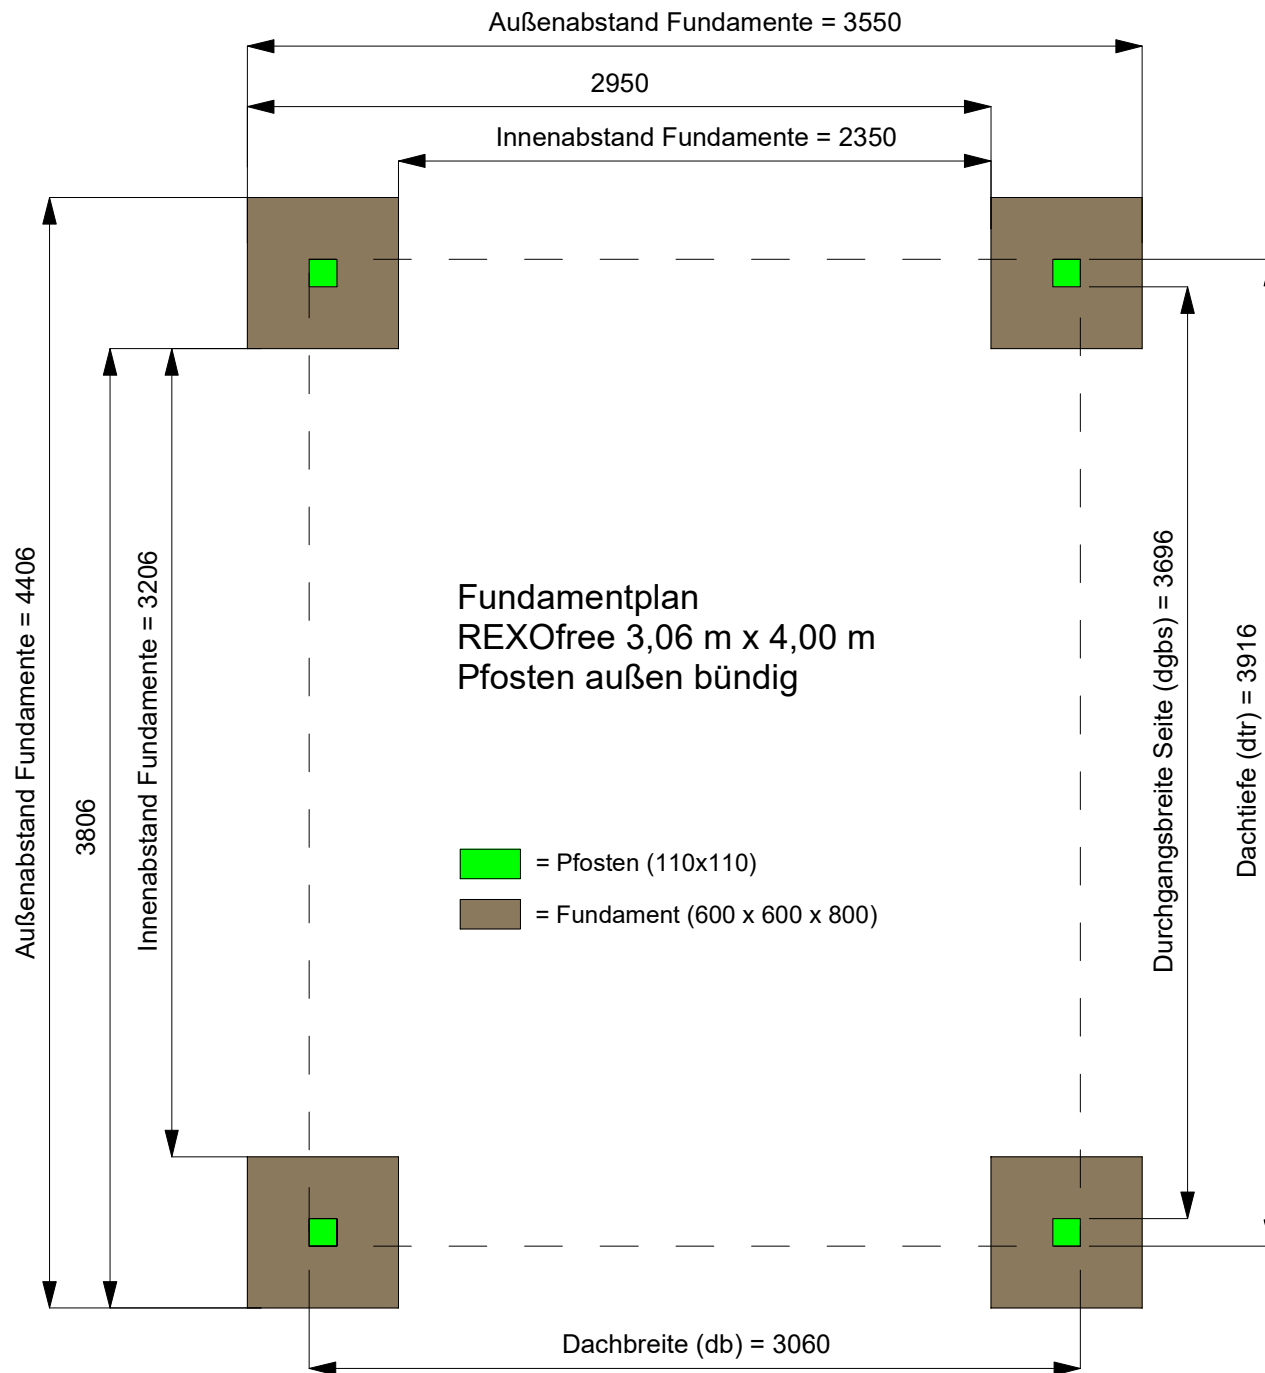 Außenabstand Fundamente = 3550
2950
Innenabstand Fundamente = 2350
Außenabstand Fundamente = 4406
3806
Innenabstand Fundamente = 3206
Fundamentplan
REXOfree 3,06 m x 4,00 m
Pfosten außen bündig
= Pfosten (110x110)
= Fundament (600 x 600 x 800)
Durchgangsbreite Seite (dgbs) = 3696
Dachtiefe (dtr) = 3916
Dachbreite (db) = 3060